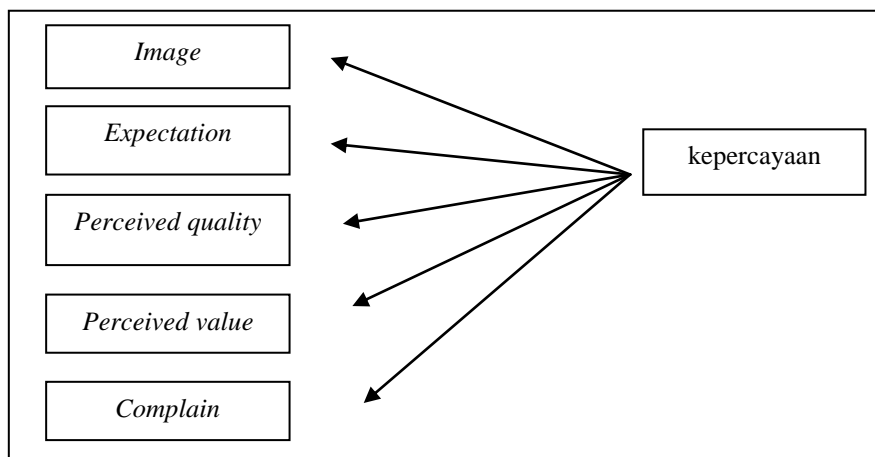 Image
Expectation
kepercayaan
Perceived quality
Perceived value
Complain